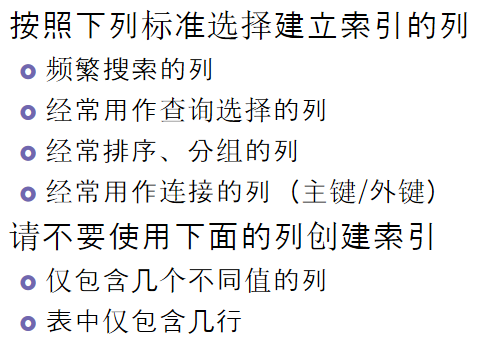 按照下列标准选择建立索引的列
频繁搜索的列
经常用作查询选择的列
经常排序、分组的列
经常用作连接的列（主键/外键）
请不要使用下面的列创建索引
仅包含几个不同值的列
表中仅包含几行